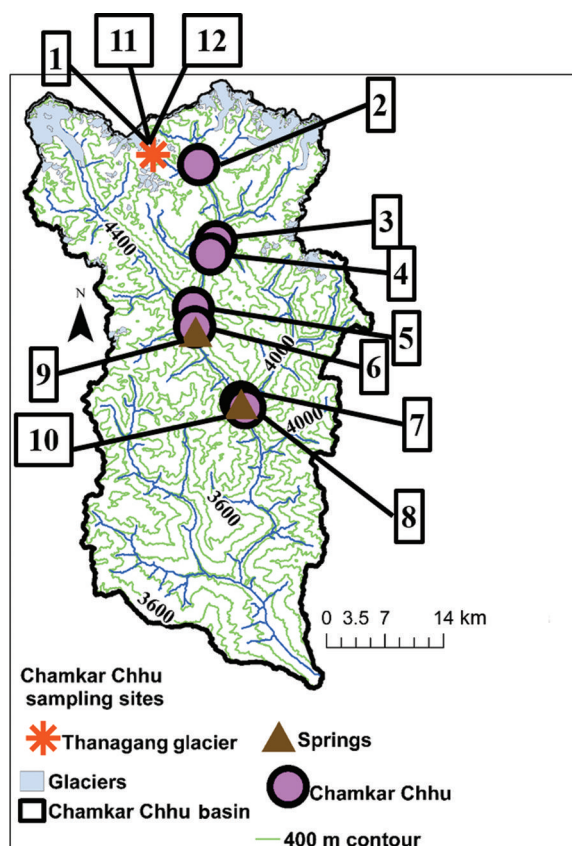 11
12
1
2
3
4400
4
N
5
9
4000
6
7
10
4000
3600
8
0 3.5 7 14 km
3600
Chamkar Chhu
sampling sites
Thanagang glacier
Springs
Glaciers
Chamkar Chhu
Chamkar Chhu basin
400 m contour